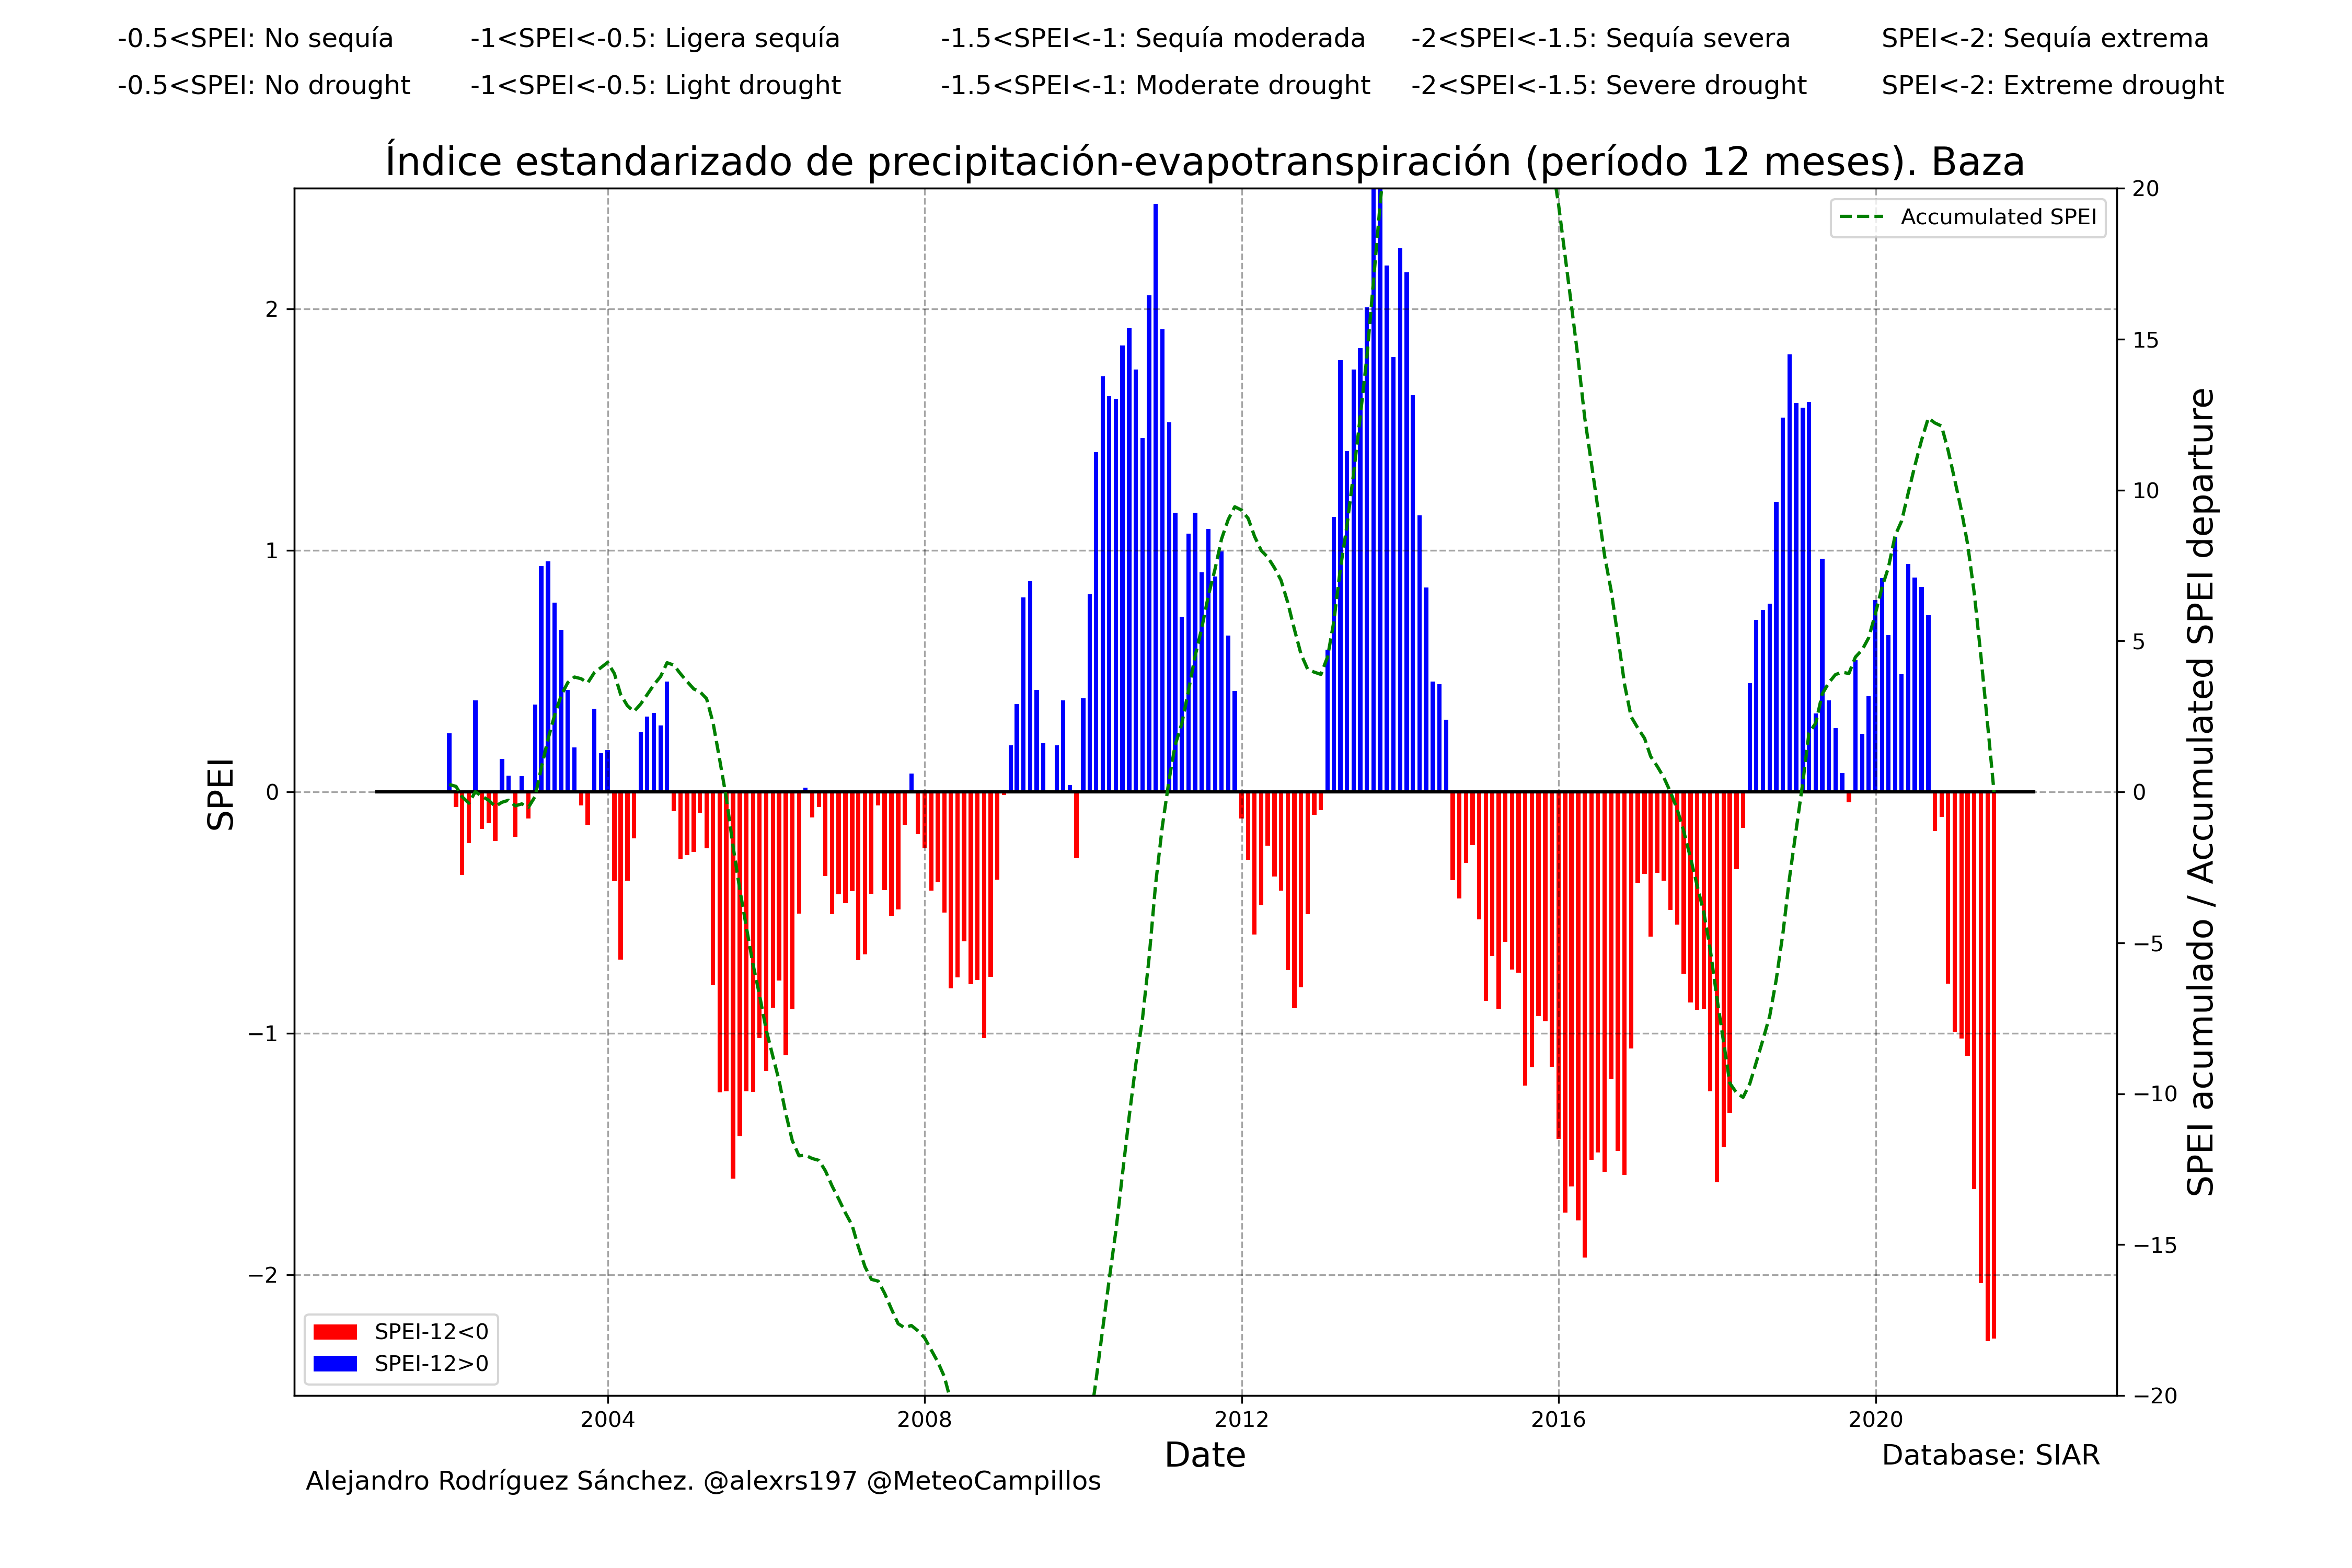 -0.5<SPEI: No sequía -1<SPEI<-0.5: Ligera sequía -1.5<SPEI<-1: Sequía moderada -2<SPEI<-1.5: Sequía severa SPEI<-2: Sequía extrema
-0.5<SPEI: No drought -1<SPEI<-0.5: Light drought -1.5<SPEI<-1: Moderate drought -2<SPEI<-1.5: Severe drought SPEI<-2: Extreme drought
Índice estandarizado de precipitación-evapotranspiración (período 12 meses). Baza
Accumulated SPEI
SPEI
2
1
0
−1
−2
20
15
10
5
0
−5
−10
−15
−20
SPEI acumulado / Accumulated SPEI departure
SPEI-12<0
SPEI-12>0
2004 2008 2012 2016 2020
Date
Database: SIAR
Alejandro Rodríguez Sánchez. @alexrs197 @MeteoCampillos